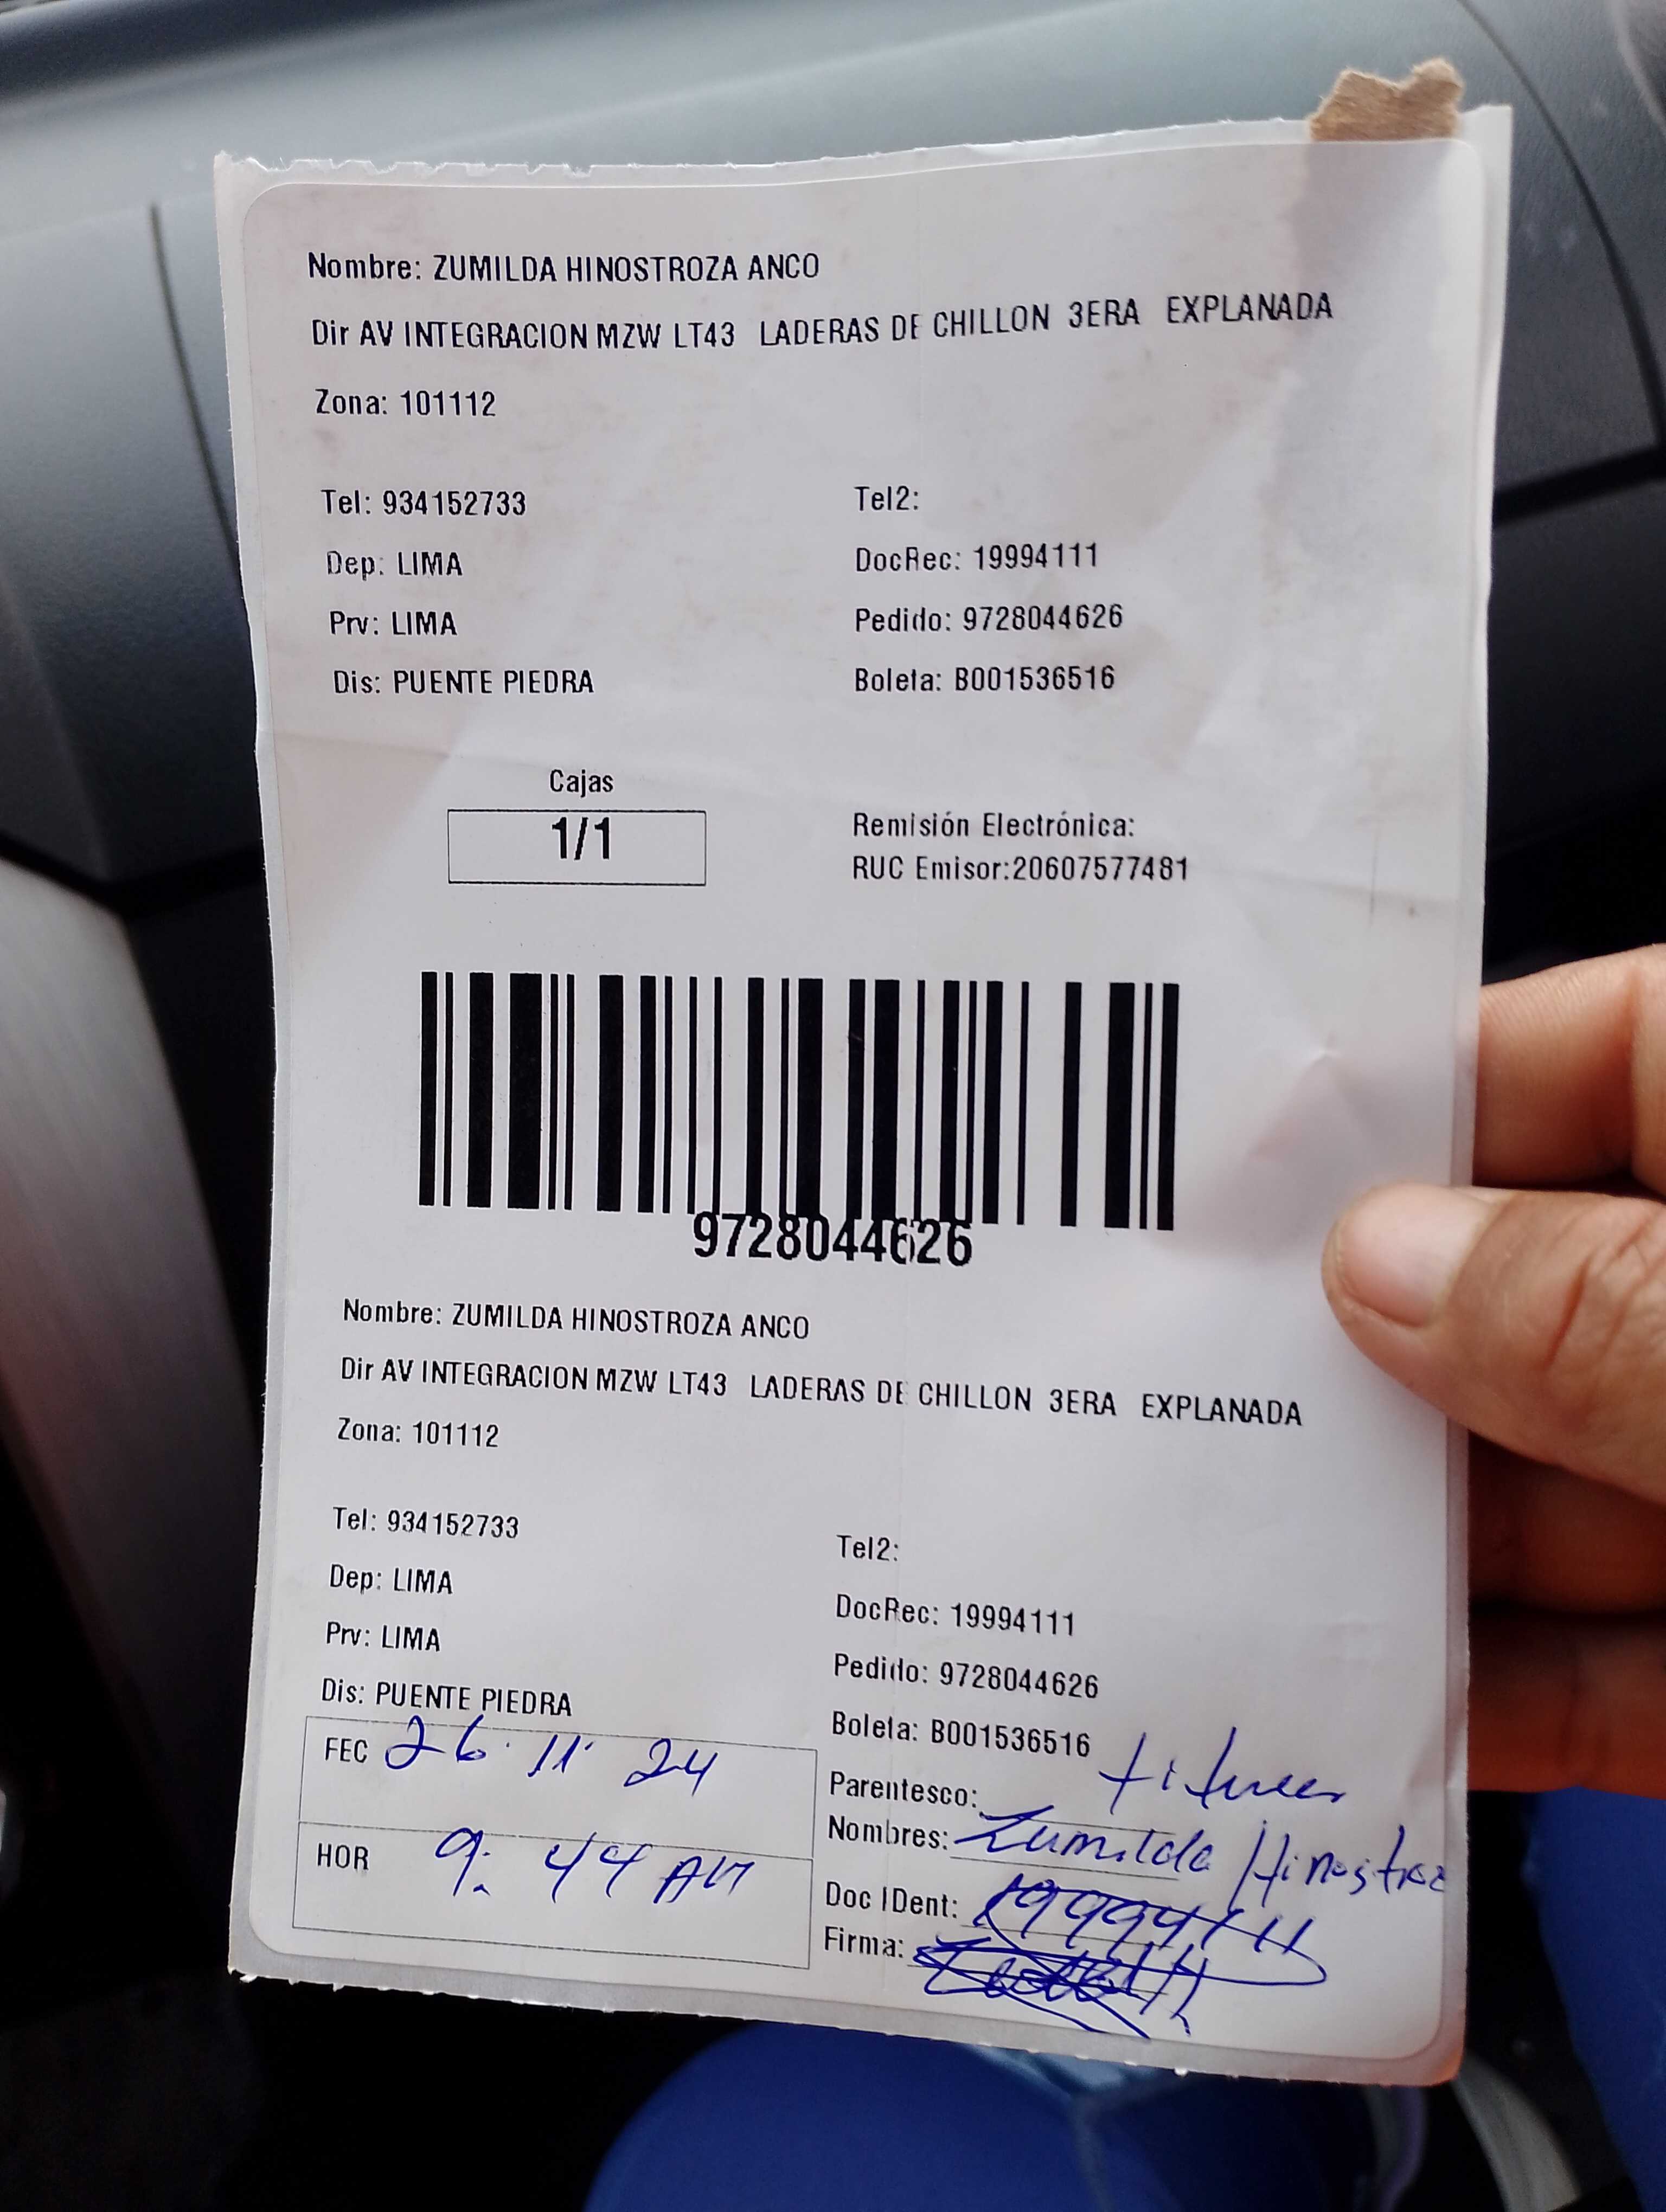 Nombre: ZUMILDA HINOSTROZA ANCO
Dir AV INTEGRACION MZW LT43 LADERAS DE CHILLON 3ERA EXPLANADA
Zona: 101112
Tel: 934152733 Tel2:
Dep: LIMA DocRec: 19994111
Prv: LIMA Pedido: 9728044626
Dis: PUENTE PIEDRA Boleta: B001536516
Cajas
1/1
Remisión Electrónica:
RUC Emisor:20607577481
9728044626
Nombre: ZUMILDA HINOSTROZA ANCO
Dir AV INTEGRACION MZW LT43 LADERAS DE CHILLON 3ERA EXPLANADA
Zona: 101112
Tel: 934152733 Tel2:
Dep: LIMA DocRec: 19994111
Prv: LIMA Pedido: 9728044626
Dis: PUENTE PIEDRA Boleta: B001536516
FEC 26 11 24
HOR 9:44 AM
Parentesco:
Nombres: Zumilda Hinostroza
Doc IDent: 19994111
Firma: